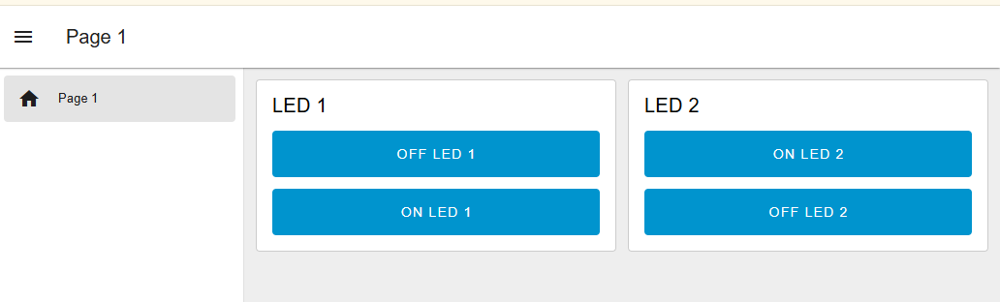 Page 1
Page 1
LED 1
OFF LED 1
ON LED 1
LED 2
ON LED 2
OFF LED 2